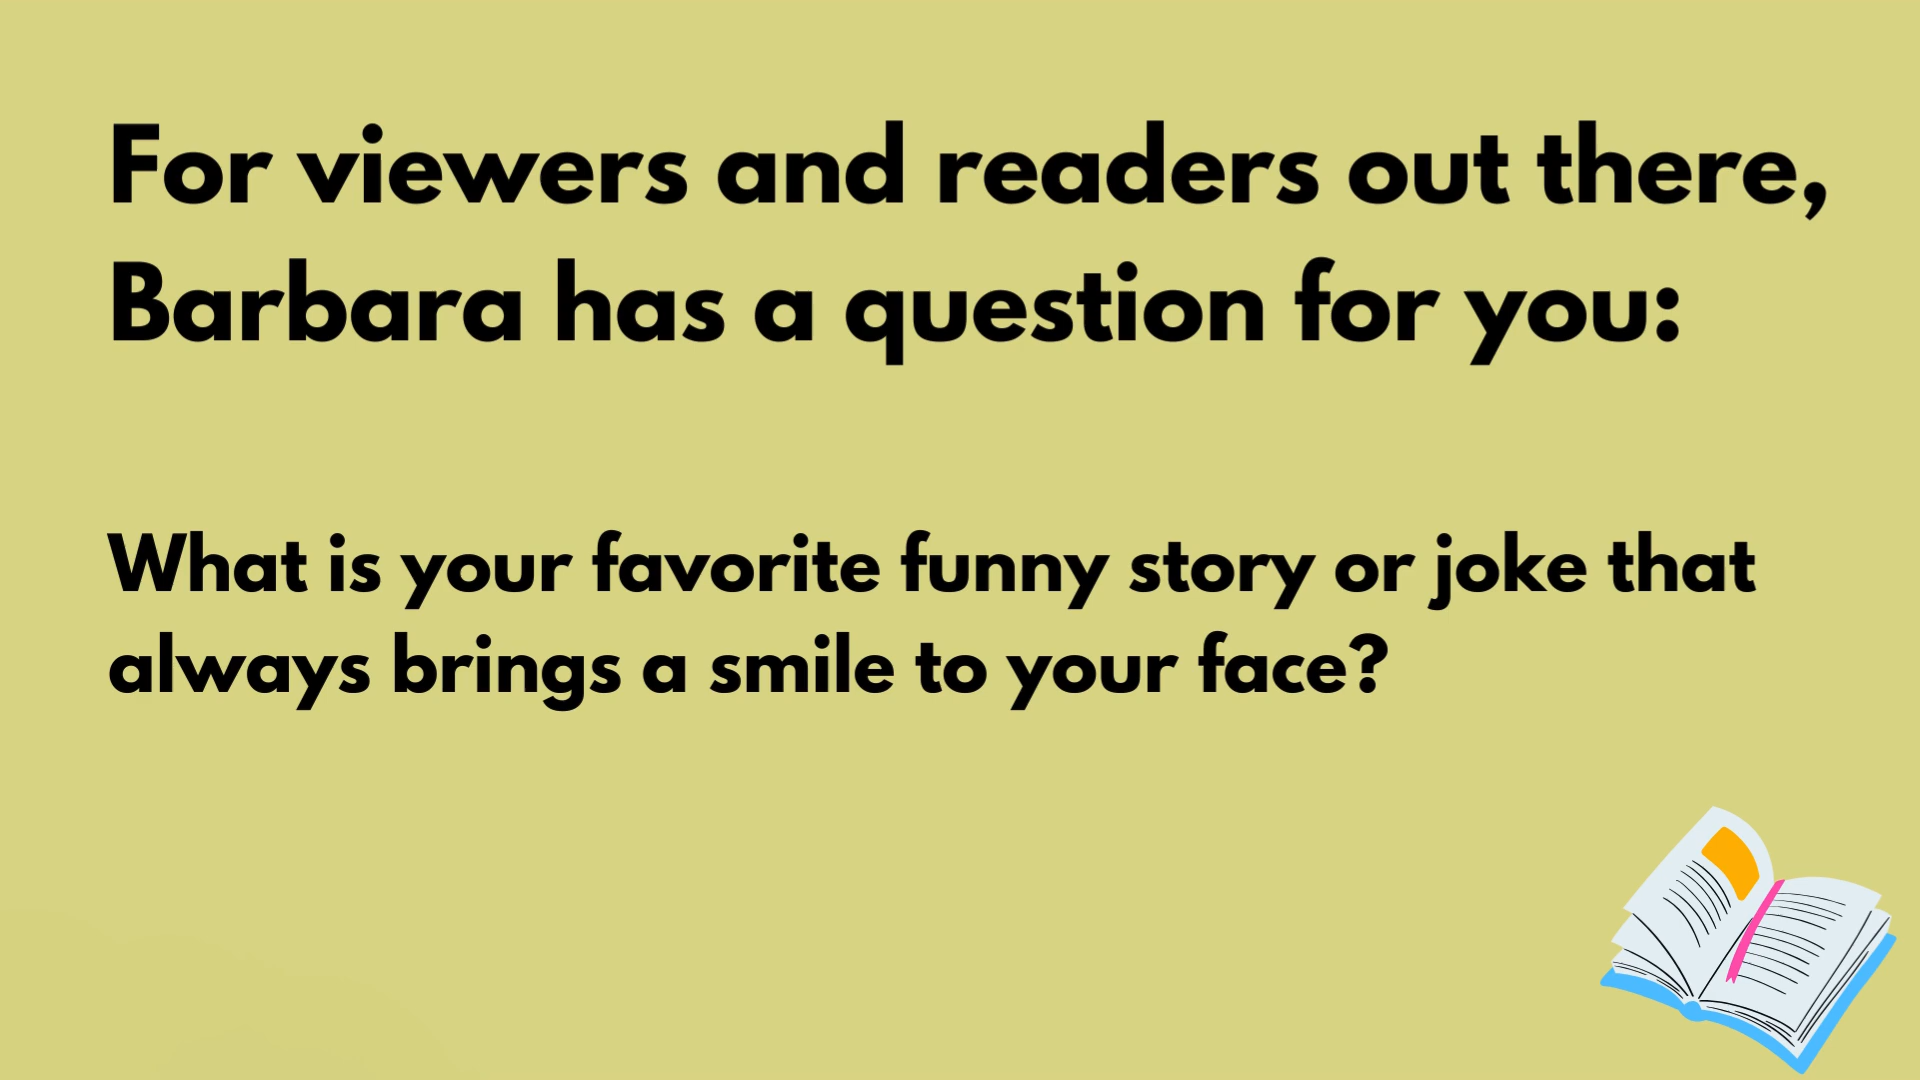 For viewers and readers out there,
Barbara has a question for you:
What is your favorite funny story or joke that
always brings a smile to your face?